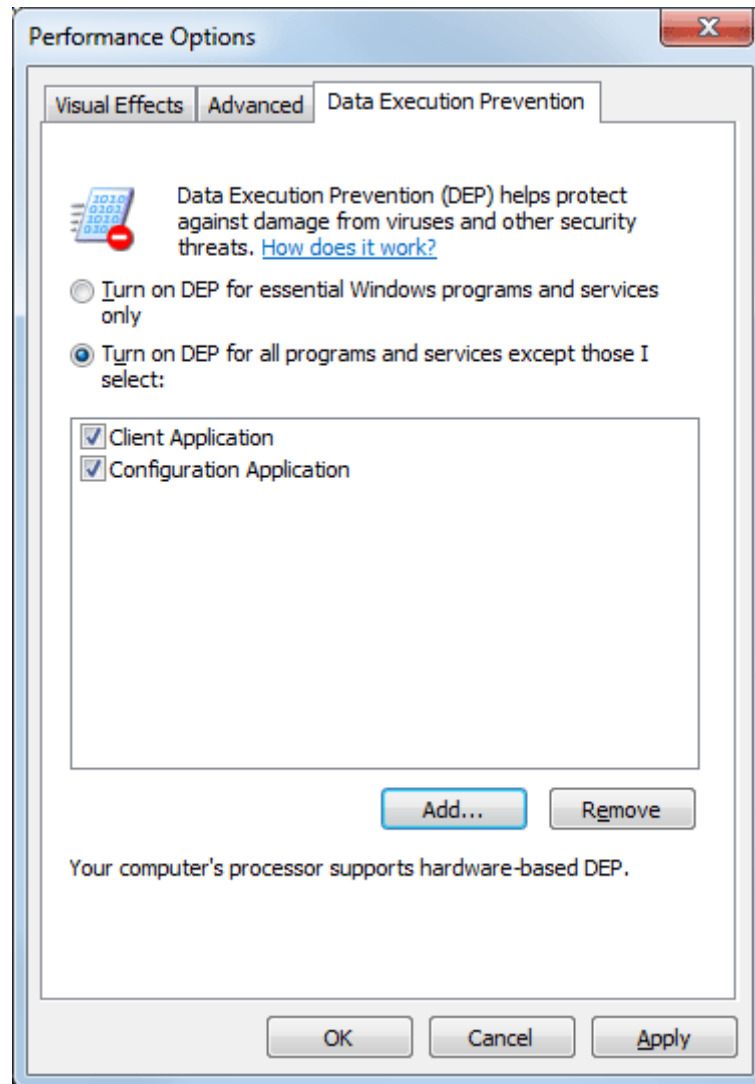 Performance Options
Visual Effects
Advanced
Data Execution Prevention
Data Execution Prevention (DEP) helps protect
against damage from viruses and other security
threats. How does it work?
Turn on DEP for essential Windows programs and services
only
Turn on DEP for all programs and services except those I
select:
Client Application
Configuration Application
Add...
Remove
Your computer's processor supports hardware-based DEP.
OK
Cancel
Apply